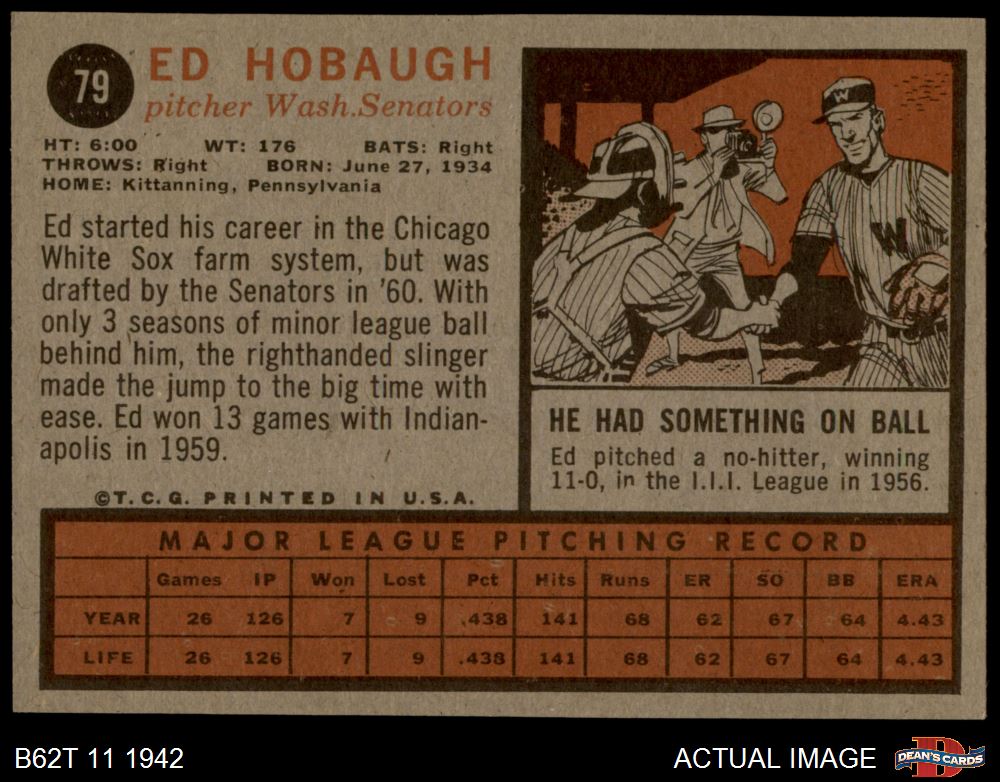 79
ED HOBAUGH
pitcher Wash.Senators
HT: 6:00 WT: 176 BATS: Right
THROWS: Right BORN: June 27, 1934
HOME: Kittanning, Pennsylvania
Ed started his career in the Chicago
White Sox farm system, but was
drafted by the Senators in '60. With
only 3 seasons of minor league ball
behind him, the righthanded slinger
made the jump to the big time with
ease. Ed won 13 games with Indian-
apolis in 1959.
©T.C.G. PRINTED IN U.S.A.
W
W
HE HAD SOMETHING ON BALL
Ed pitched a no-hitter, winning
11-0, in the I.I.I. League in 1956.
MAJOR LEAGUE PITCHING RECORD
Games IP Won Lost Pct Hits Runs ER SO BB ERA
YEAR 26 126 7 9 .438 141 68 62 67 64 4.43
LIFE 26 126 7 9 .438 141 68 62 67 64 4.43
B62T 11 1942
ACTUAL IMAGE
D
DEAN'S CARDS